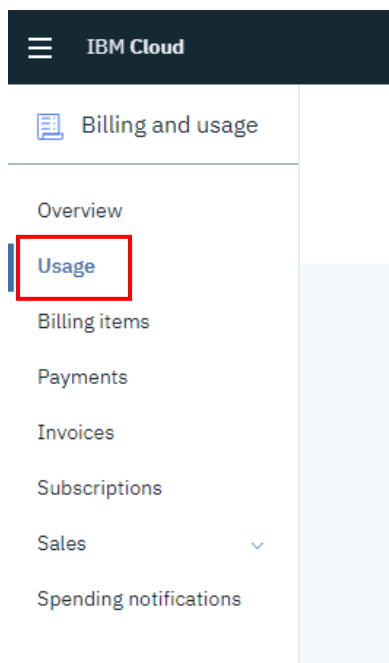 IBM Cloud
Billing and usage
Overview
Usage
Billing items
Payments
Invoices
Subscriptions
Sales
Spending notifications